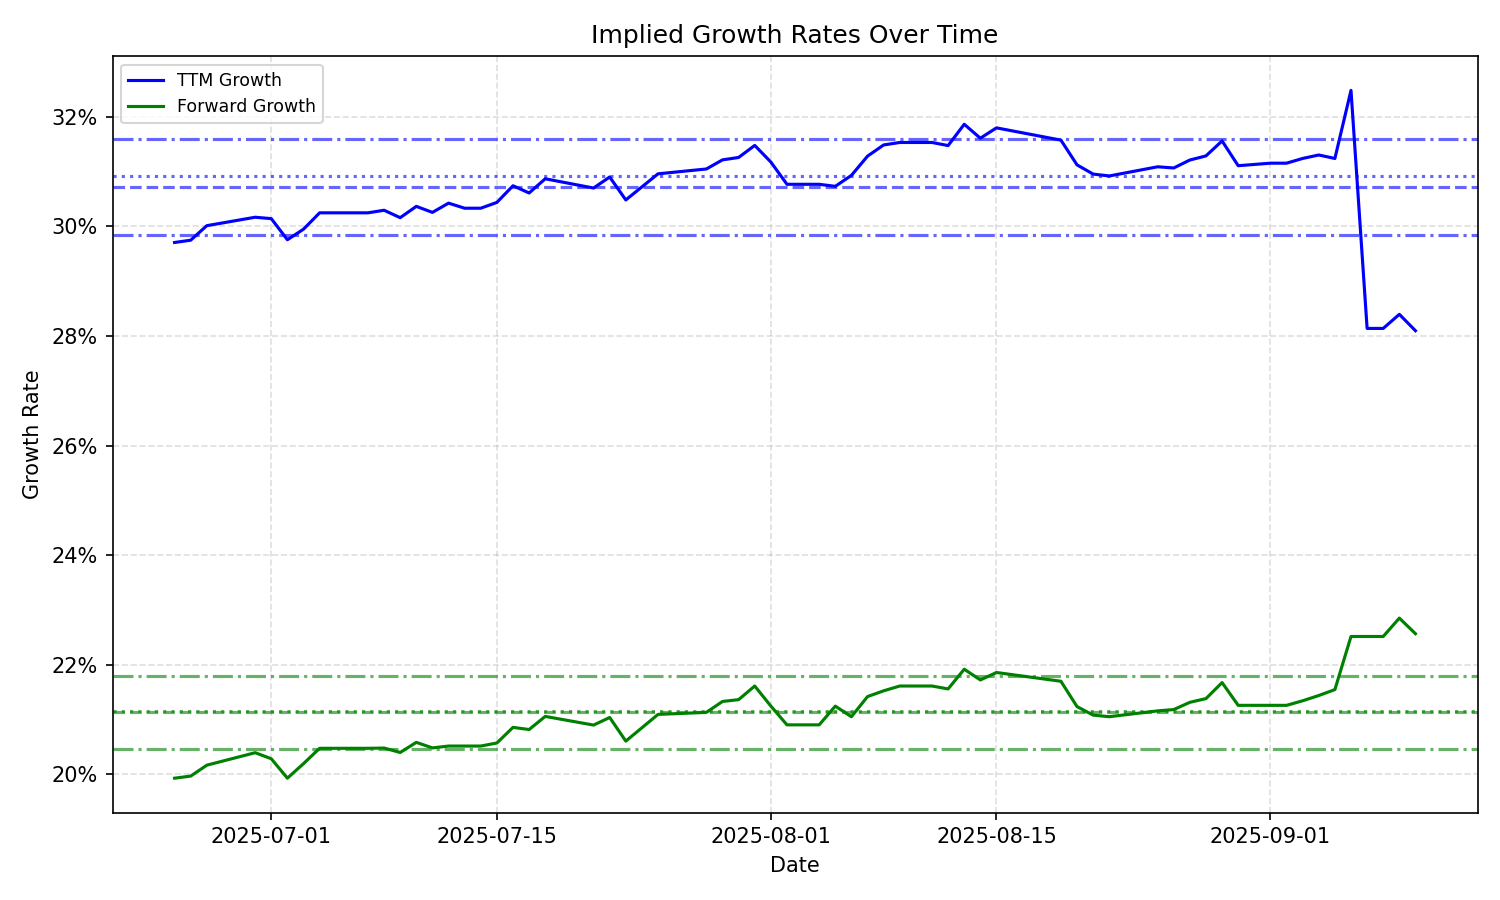 Implied Growth Rates Over Time
TTM Growth
Forward Growth
32%
30%
28%
26%
24%
22%
20%
Growth Rate
2025-07-01
2025-07-15
2025-08-01
2025-08-15
2025-09-01
Date